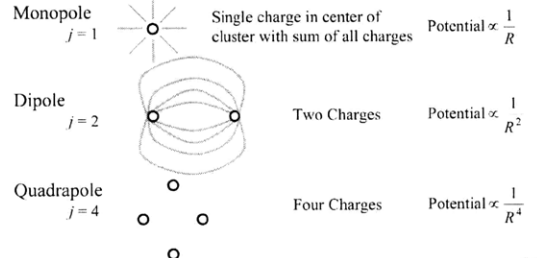 Monopole
j = 1
Single charge in center of
cluster with sum of all charges
Potential ∝ 1/R
Dipole
j = 2
Two Charges
Potential ∝ 1/R²
Quadrapole
j = 4
Four Charges
Potential ∝ 1/R⁴